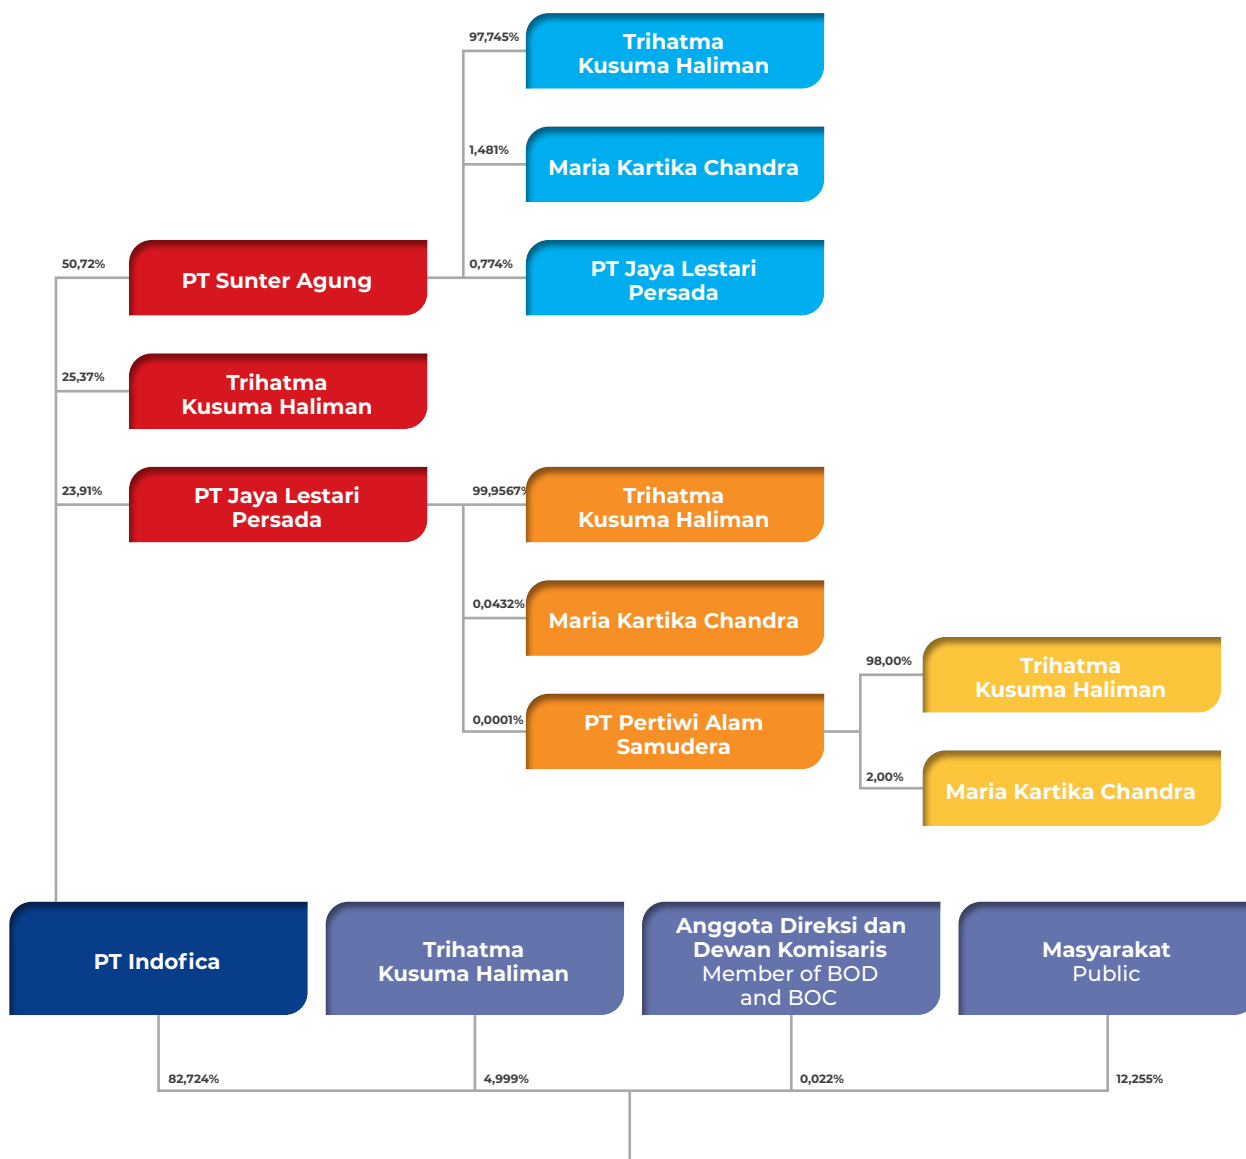 97,745%
Trihatma
Kusuma Haliman
1,481%
Maria Kartika Chandra
50,72%
PT Sunter Agung
0,774%
PT Jaya Lestari
Persada
25,37%
Trihatma
Kusuma Haliman
23,91%
PT Jaya Lestari
Persada
99,9567%
Trihatma
Kusuma Haliman
0,0432%
Maria Kartika Chandra
0,0001%
PT Pertiwi Alam
Samudera
98,00%
Trihatma
Kusuma Haliman
2,00%
Maria Kartika Chandra
PT Indofica
Trihatma
Kusuma Haliman
Anggota Direksi dan
Dewan Komisaris
Member of BOD
and BOC
Masyarakat
Public
82,724%
4,999%
0,022%
12,255%